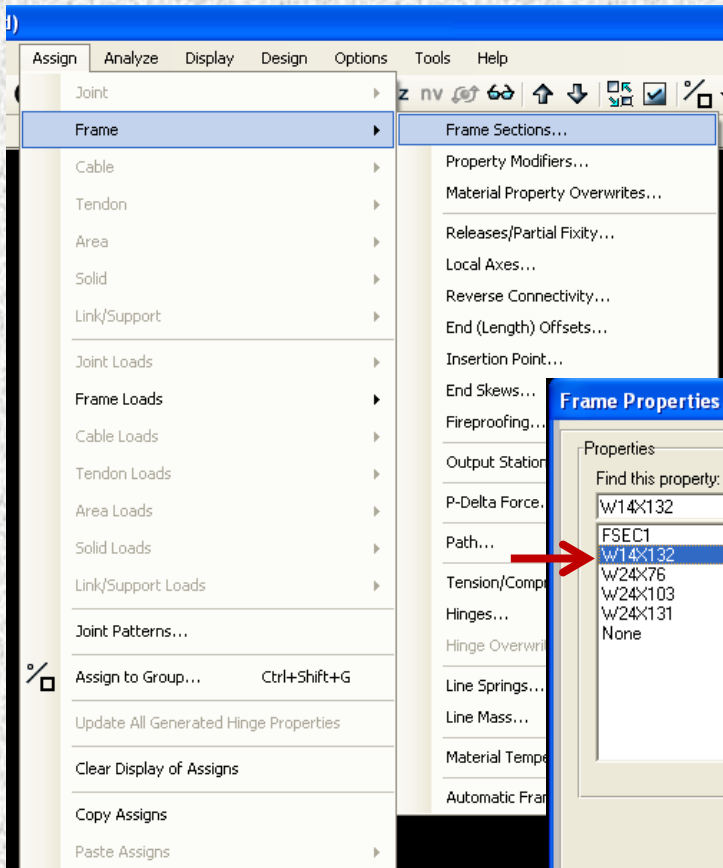 d)
Assign Analyze Display Design Options Tools Help
Joint
z nv
Frame
Cable
Tendon
Area
Solid
Link/Support
Joint Loads
Frame Loads
Cable Loads
Tendon Loads
Area Loads
Solid Loads
Link/Support Loads
Joint Patterns...
Assign to Group... Ctrl+Shift+G
Update All Generated Hinge Properties
Clear Display of Assigns
Copy Assigns
Paste Assigns
Frame Sections...
Property Modifiers...
Material Property Overwrites...
Releases/Partial Fixity...
Local Axes...
Reverse Connectivity...
End (Length) Offsets...
Insertion Point...
End Skews...
Fireproofing...
Output Station
P-Delta Force.
Path...
Tension/Compr
Hinges...
Hinge Overwri
Line Springs...
Line Mass...
Material Tempe
Automatic Fram
Frame Properties
Properties
Find this property:
W14X132
FSEC1
W14X132
W24X76
W24X103
W24X131
None